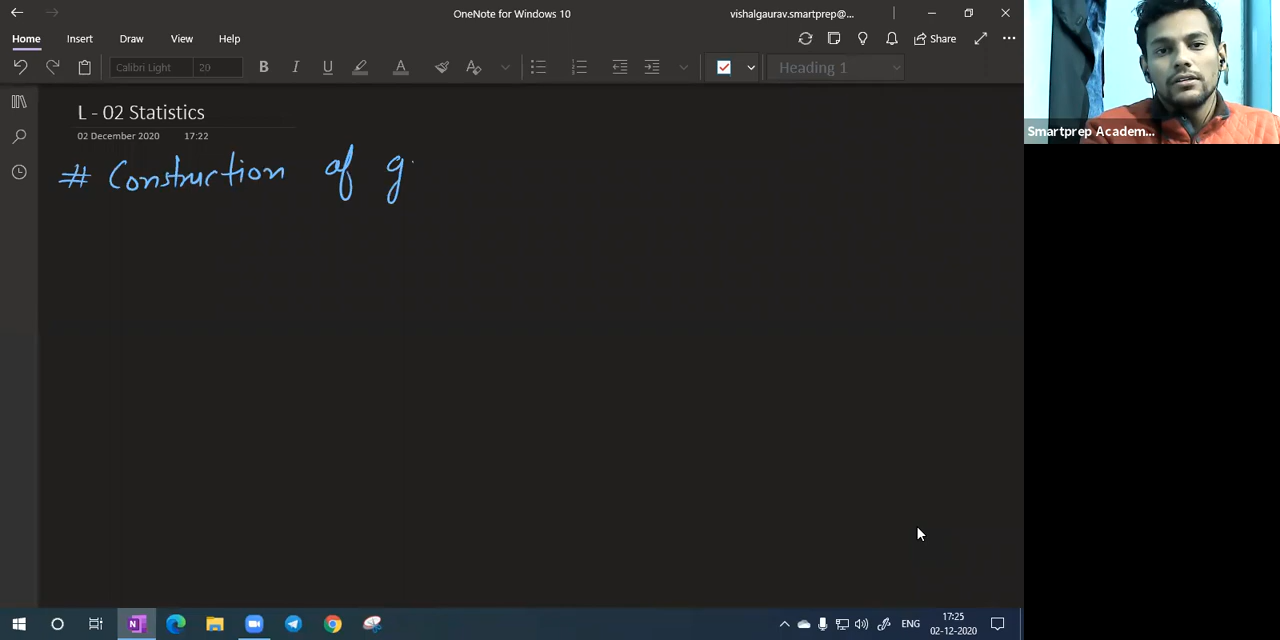 OneNote for Windows 10
vishalgaurav.smartprep@...
Home Insert Draw View Help
Share
Calibri Light 20 B I U A Heading 1
L - 02 Statistics
02 December 2020 17:22
# Construction of g
Smartprep Academ...
ENG
17:25
02-12-2020